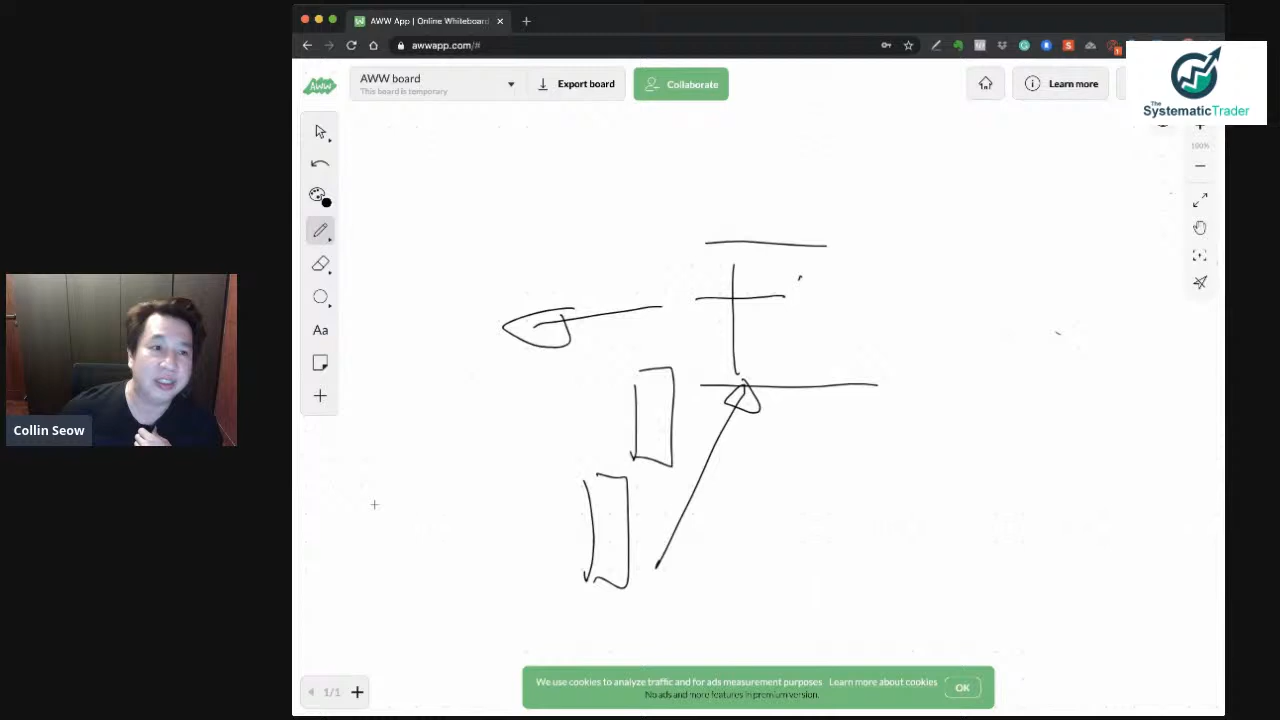 AWW App | Online Whiteboard
awwapp.com/#
The
SystematicTrader
AWW board
This board is temporary
Export board
Collaborate
Learn more
100%
Aa
Collin Seow
1/1
We use cookies to analyze traffic and for ads measurement purposes Learn more about cookies
No ads and more features in premium version.
OK